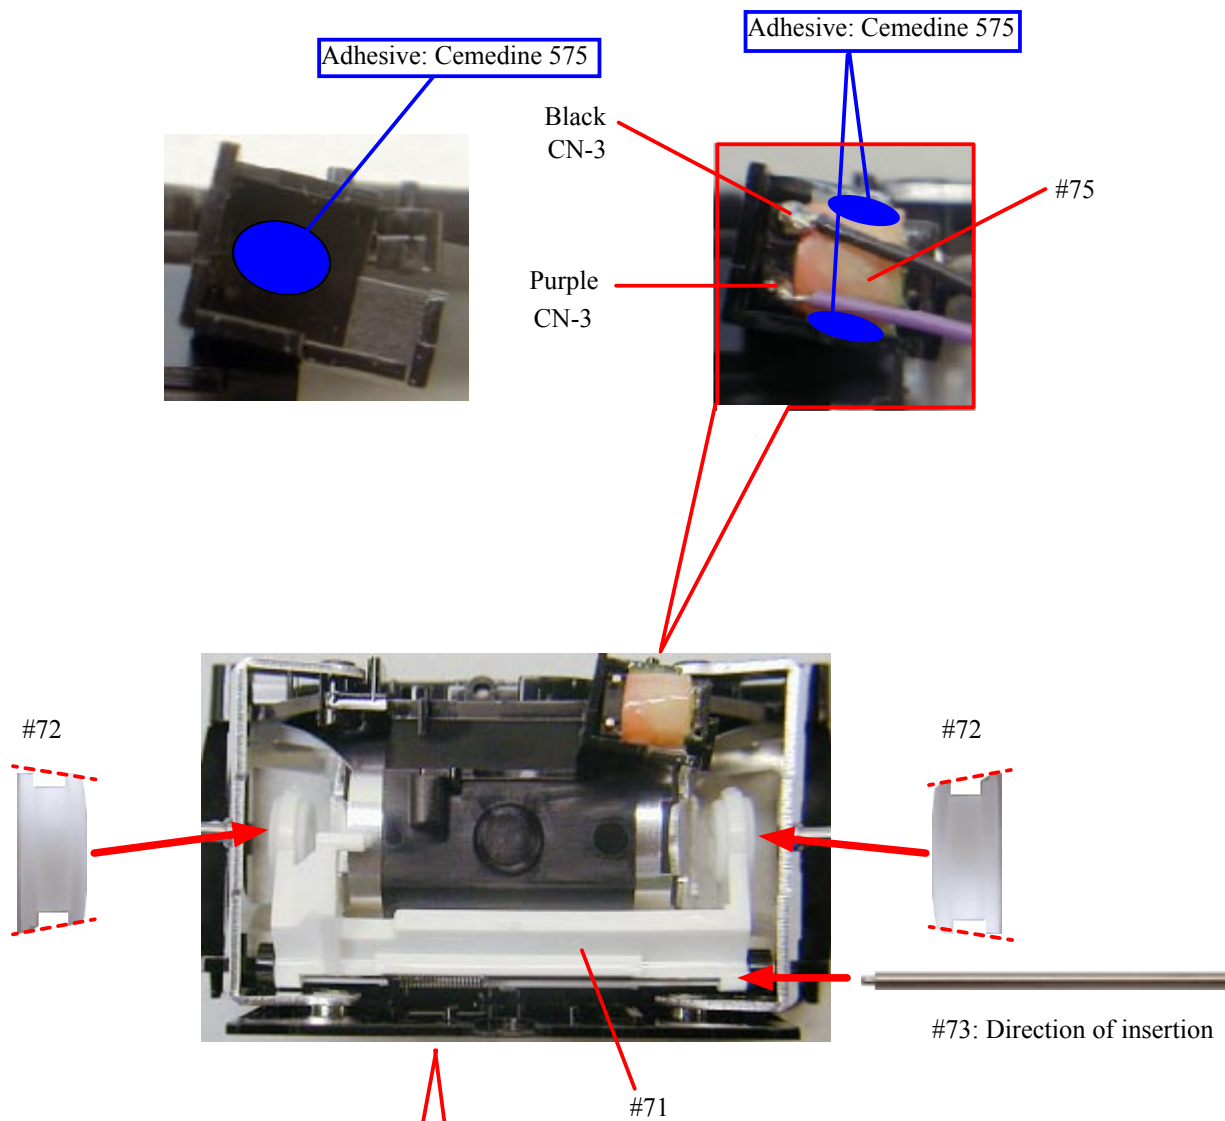 Adhesive: Cemedine 575
Adhesive: Cemedine 575
Black
CN-3
#75
Purple
CN-3
#72
#72
#73: Direction of insertion
#71